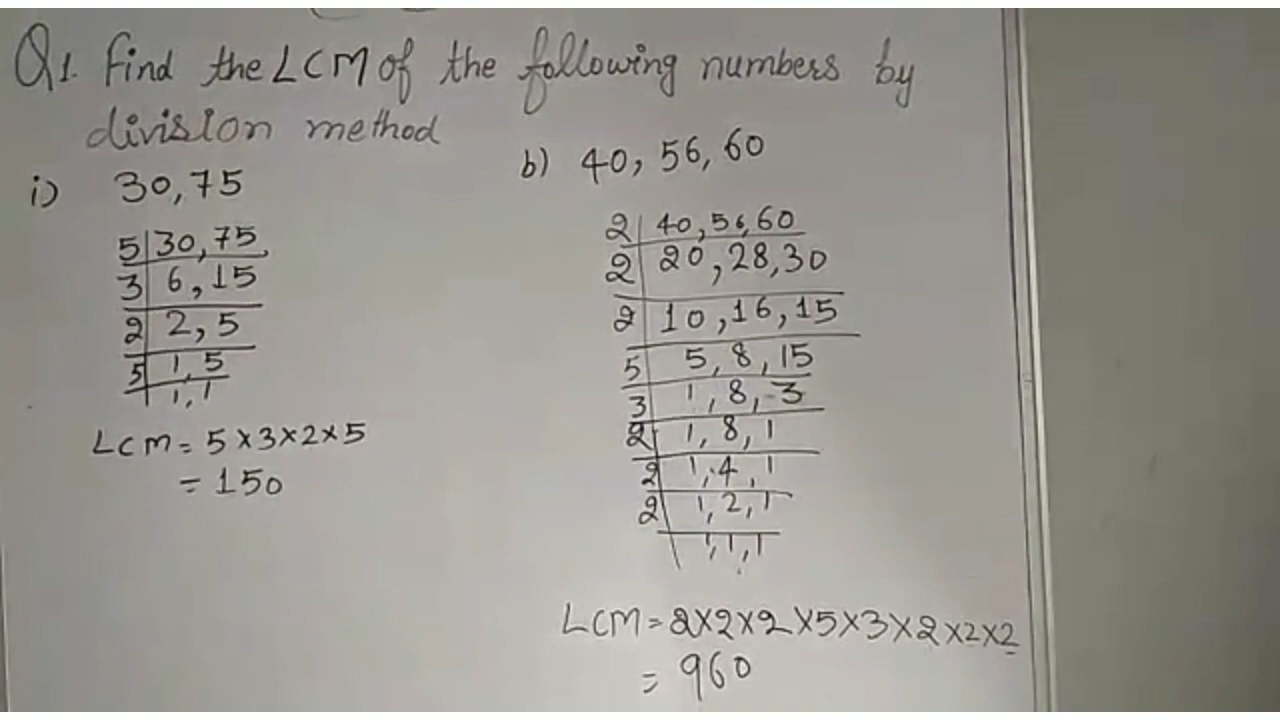 Q1. Find the LCM of the following numbers by
division method
i) 30, 75
5 30, 75
3 6, 15
2 2, 5
5 1, 5
1, 1
LCM = 5×3×2×5
= 150
b) 40, 56, 60
2 40, 56, 60
2 20, 28, 30
2 10, 16, 15
5 5, 8, 15
3 1, 8, 3
2 1, 8, 1
2 1, 4, 1
2 1, 2, 1
1, 1, 1
LCM = 2×2×2×5×3×2×2×2
= 960